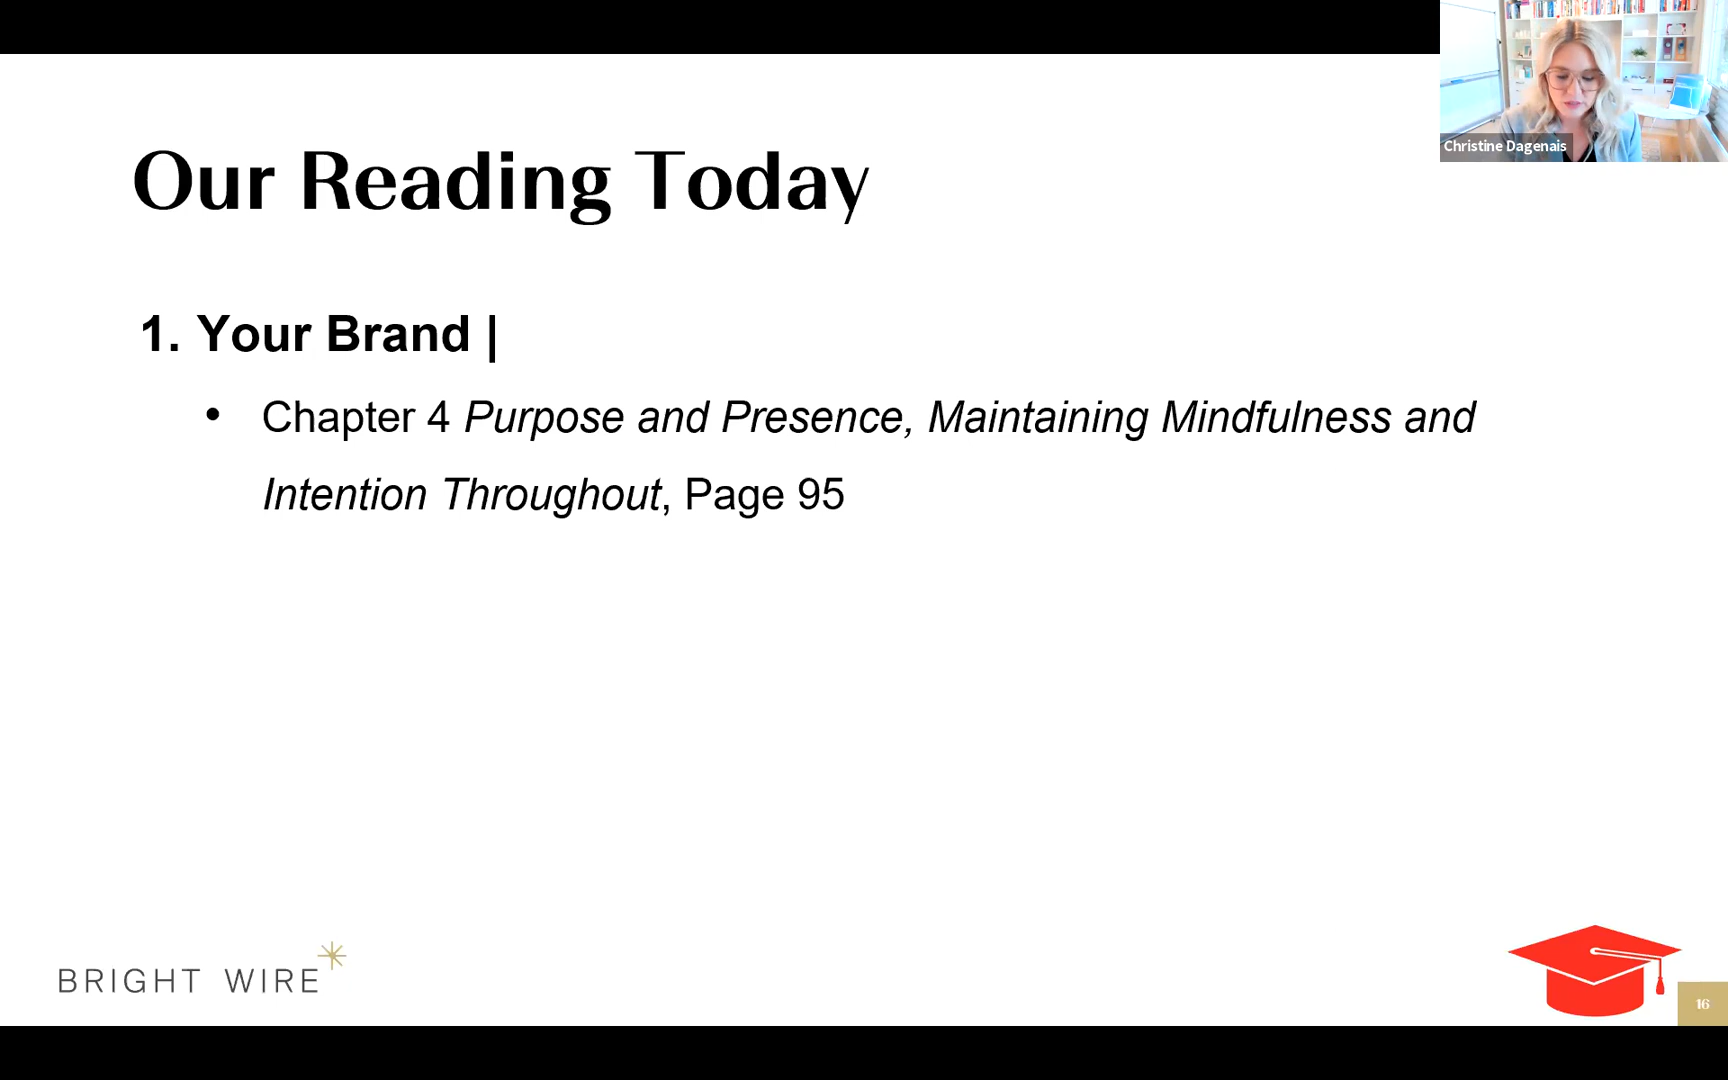 Christine Dagenais
Our Reading Today
1. Your Brand |
• Chapter 4 Purpose and Presence, Maintaining Mindfulness and
Intention Throughout, Page 95
BRIGHT WIRE
16